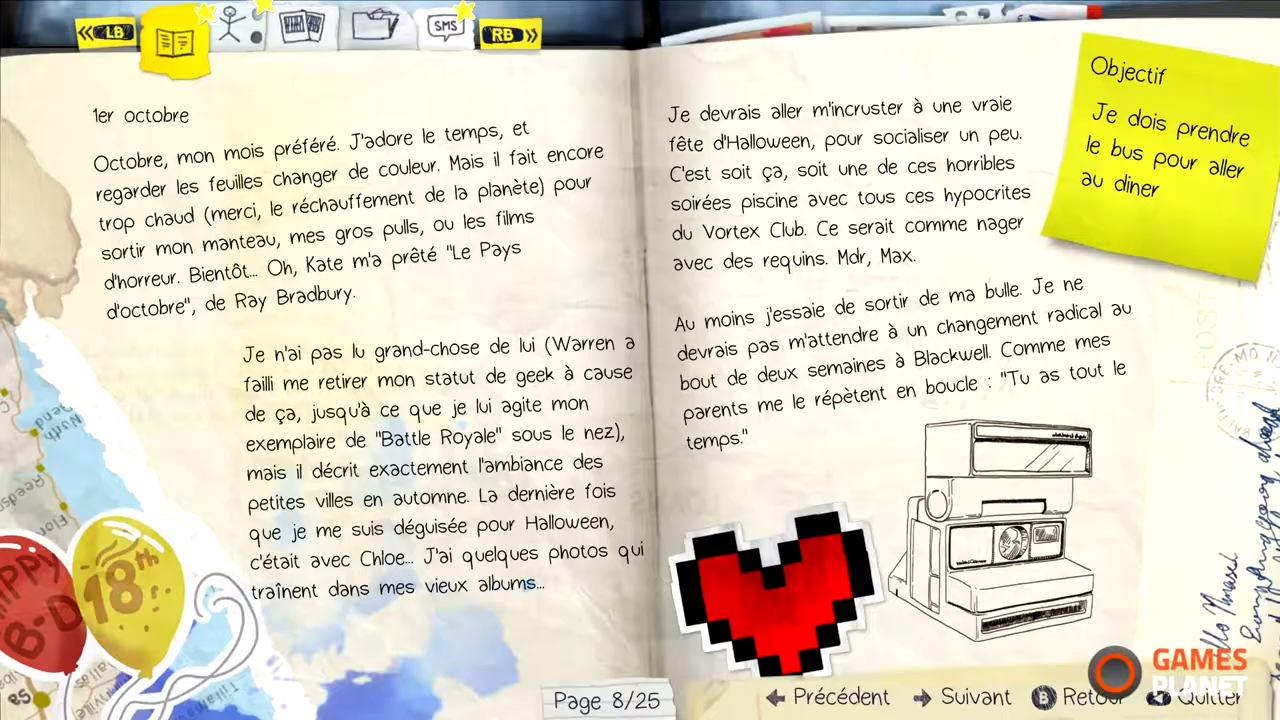 LB
SMS
RB
1er octobre
Octobre, mon mois préféré. J'adore le temps, et
regarder les feuilles changer de couleur. Mais il fait encore
trop chaud (merci, le réchauffement de la planète) pour
sortir mon manteau, mes gros pulls, ou les films
d'horreur. Bientôt... Oh, Kate m'a prêté "Le Pays
d'octobre", de Ray Bradbury.
Je n'ai pas lu grand-chose de lui (Warren a
failli me retirer mon statut de geek à cause
de ça, jusqu'à ce que je lui agite mon
exemplaire de "Battle Royale" sous le nez),
mais il décrit exactement l'ambiance des
petites villes en automne. La dernière fois
que je me suis déguisée pour Halloween,
c'était avec Chloe... J'ai quelques photos qui
traînent dans mes vieux albums...
Je devrais aller m'incruster à une vraie
fête d'Halloween, pour socialiser un peu.
C'est soit ça, soit une de ces horribles
soirées piscine avec tous ces hypocrites
du Vortex Club. Ce serait comme nager
avec des requins. Mdr, Max.
Au moins j'essaie de sortir de ma bulle. Je ne
devrais pas m'attendre à un changement radical au
bout de deux semaines à Blackwell. Comme mes
parents me le répètent en boucle : "Tu as tout le
temps."
Objectif
Je dois prendre
le bus pour aller
au diner
18th
Page 8/25
Précédent
Suivant
B
Quitter
GAMES
PLANET